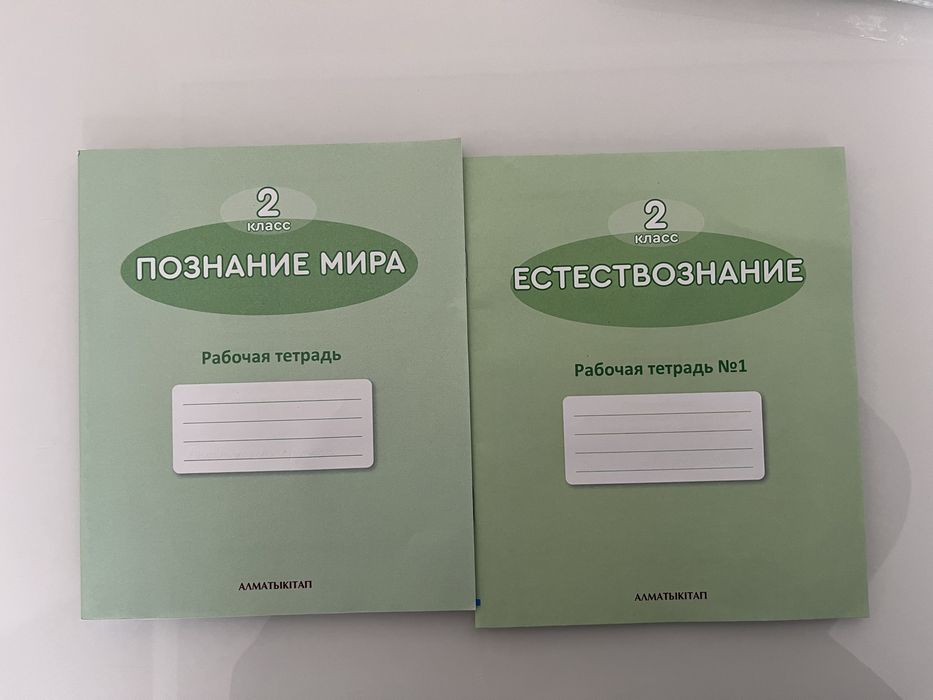 2
класс
ПОЗНАНИЕ МИРА
Рабочая тетрадь
АЛМАТЫКІТАП
2
класс
ЕСТЕСТВОЗНАНИЕ
Рабочая тетрадь №1
АЛМАТЫКІТАП